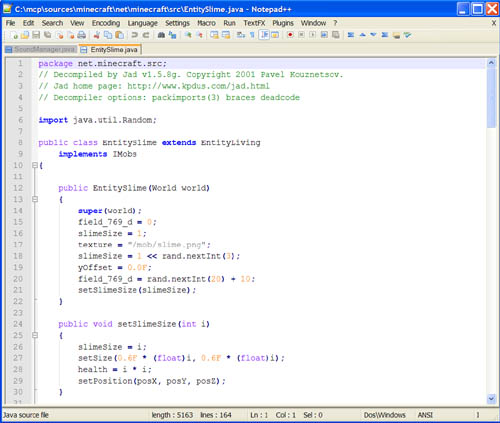 C:\mcp\sources\minecraft\net\minecraft\src\EntitySlime.java - Notepad++
File Edit Search View Encoding Language Settings Macro Run TextFX Plugins Window ?
X
SoundManager.java EntitySlime.java
1 package net.minecraft.src;
2 // Decompiled by Jad v1.5.8g. Copyright 2001 Pavel Kouznetsov.
3 // Jad home page: http://www.kpdus.com/jad.html
4 // Decompiler options: packimports(3) braces deadcode
5
6 import java.util.Random;
7
8 public class EntitySlime extends EntityLiving
9 implements IMobs
10 {
11
12 public EntitySlime(World world)
13 {
14 super(world);
15 field_769_d = 0;
16 slimeSize = 1;
17 texture = "/mob/slime.png";
18 slimeSize = 1 << rand.nextInt(3);
19 yOffset = 0.0F;
20 field_769_d = rand.nextInt(20) + 10;
21 setSlimeSize(slimeSize);
22 }
23
24 public void setSlimeSize(int i)
25 {
26 slimeSize = i;
27 setSize(0.6F * (float)i, 0.6F * (float)i);
28 health = i * i;
29 setPosition(posX, posY, posZ);
30 }
31
Java source file length : 5163 lines : 164 Ln : 1 Col : 1 Sel : 0 Dos\Windows ANSI I